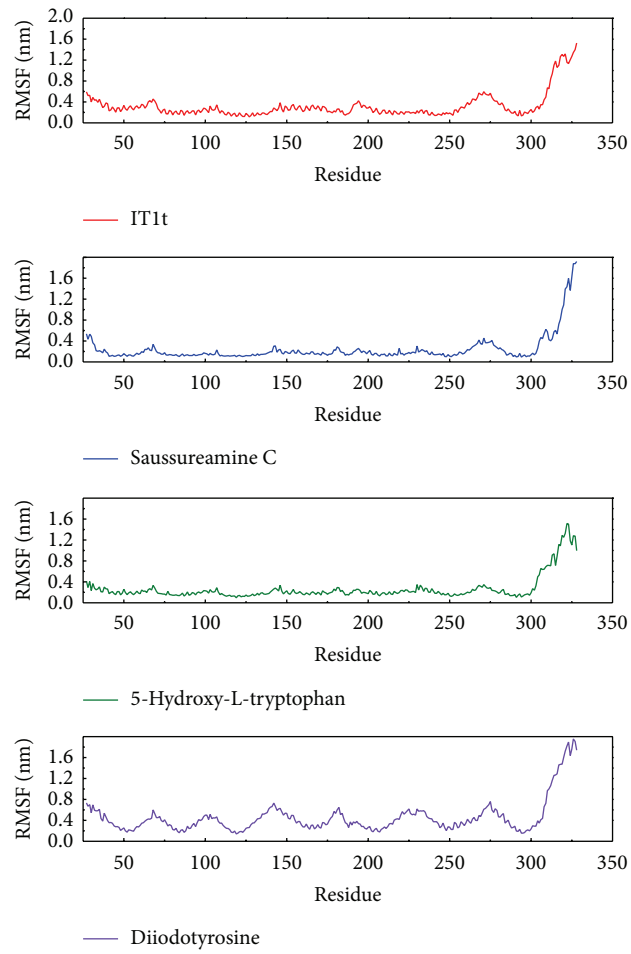 RMSF (nm)
2.0
1.6
1.2
0.8
0.4
0.0
50 100 150 200 250 300 350
Residue
IT1t
RMSF (nm)
1.6
1.2
0.8
0.4
0.0
50 100 150 200 250 300 350
Residue
Saussureamine C
RMSF (nm)
1.6
1.2
0.8
0.4
0.0
50 100 150 200 250 300 350
Residue
5-Hydroxy-L-tryptophan
RMSF (nm)
1.6
1.2
0.8
0.4
0.0
50 100 150 200 250 300 350
Residue
Diiodotyrosine